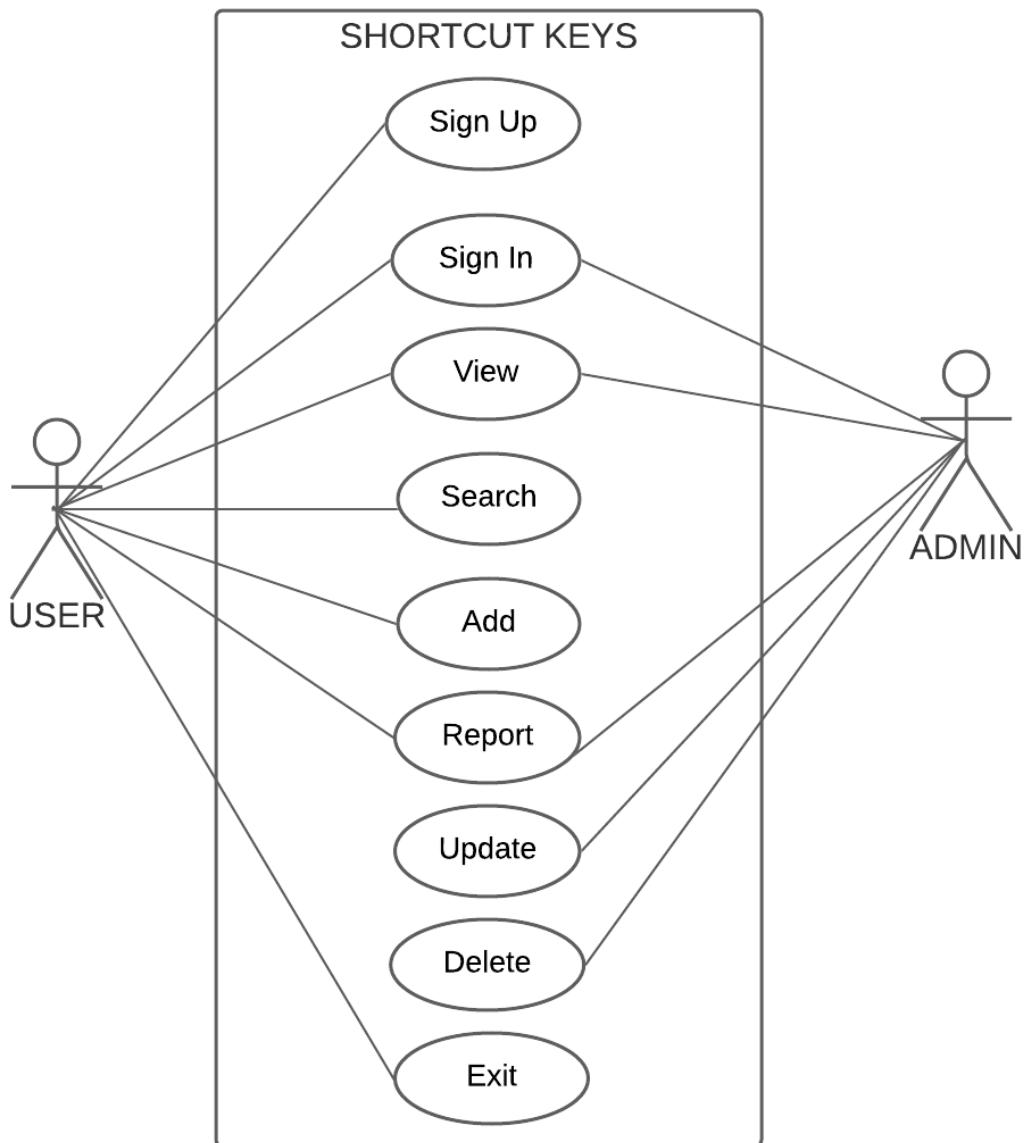 SHORTCUT KEYS
Sign Up
Sign In
View
Search
Add
Report
Update
Delete
Exit
USER
ADMIN